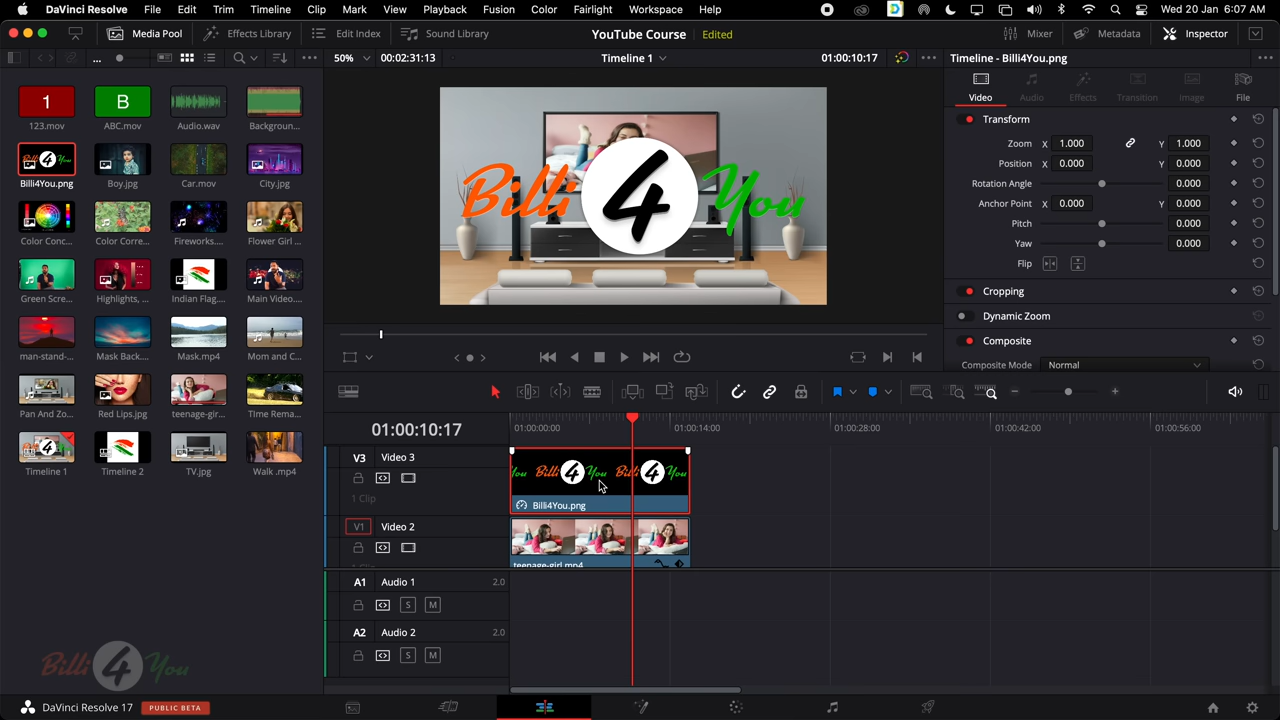 DaVinci Resolve File Edit Trim Timeline Clip Mark View Playback Fusion Color Fairlight Workspace Help Wed 20 Jan 6:07 AM
Media Pool Effects Library Edit Index Sound Library YouTube Course Edited Mixer Metadata Inspector
... 50% 00:02:31:13 Timeline 1 01:00:10:17 Timeline - Billi4You.png
Video Audio Effects Transition Image File
1 B
123.mov ABC.mov Audio.wav Backgroun...
Billi4You.png Boy.jpg Car.mov City.jpg
Color Conc... Color Corre... Fireworks.... Flower Girl ...
Green Scre... Highlights, ... Indian Flag.... Main Video....
man-stand-... Mask Back.... Mask.mp4 Mom and C...
Pan And Zo... Red Lips.jpg teenage-gir... TIme Rema...
Timeline 1 Timeline 2 TV.jpg Walk .mp4
Billi 4 You
Transform
Zoom X 1.000 Y 1.000
Position X 0.000 Y 0.000
Rotation Angle 0.000
Anchor Point X 0.000 Y 0.000
Pitch 0.000
Yaw 0.000
Flip
Cropping
Dynamic Zoom
Composite
Composite Mode Normal
01:00:10:17 01:00:00:00 01:00:14:00 01:00:28:00 01:00:42:00 01:00:56:00
V3 Video 3
1 Clip
You Billi 4 You Billi 4 You
Billi4You.png
V1 Video 2
1 Clip
teenage-girl.mp4
A1 Audio 1 2.0
S M
A2 Audio 2 2.0
S M
Billi 4 You
DaVinci Resolve 17 PUBLIC BETA